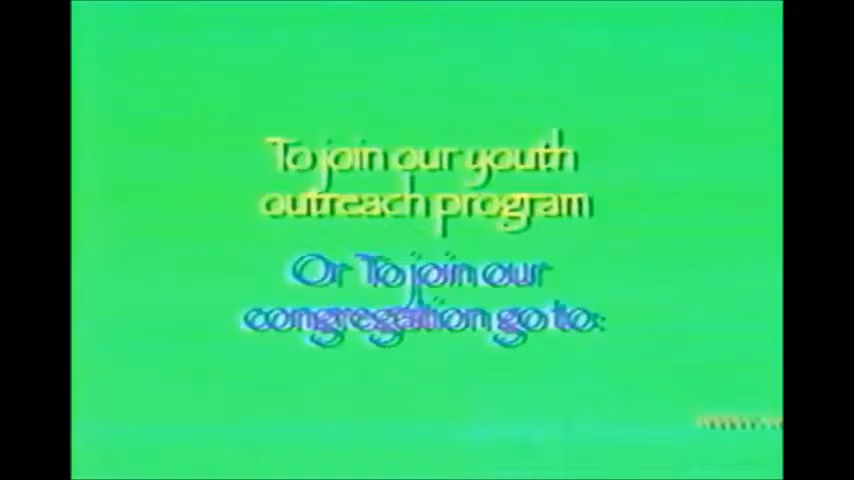 To join our youth
outreach program
Or To join our
congregation go to: